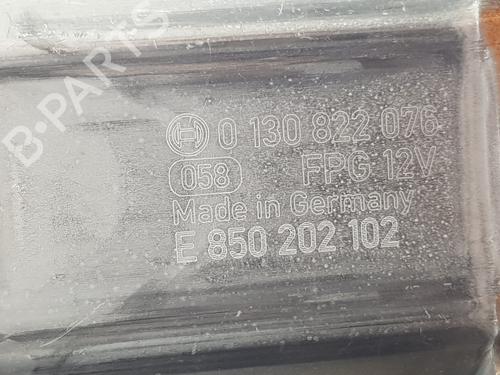 B-PARTS
0 130 822 076
058 FPG 12V
Made in Germany
E 850 202 102